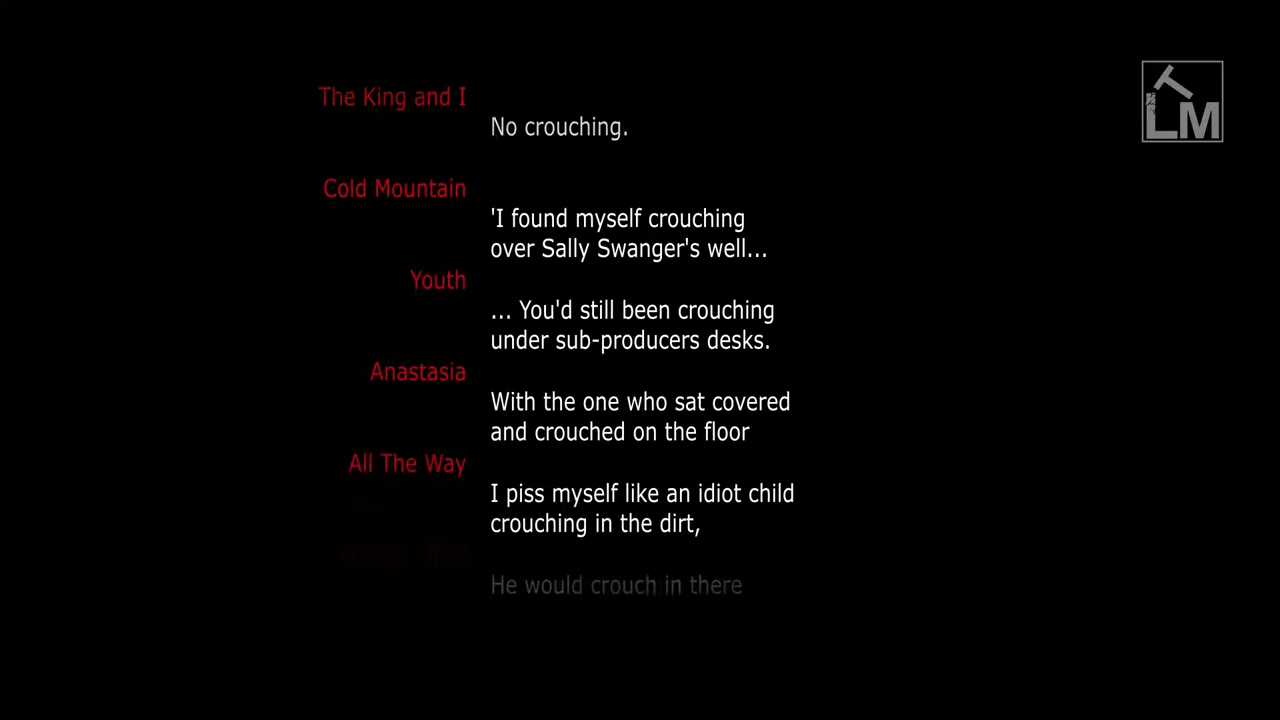 The King and I
No crouching.
Cold Mountain
'I found myself crouching
over Sally Swanger's well...
Youth
... You'd still been crouching
under sub-producers desks.
Anastasia
With the one who sat covered
and crouched on the floor
All The Way
I piss myself like an idiot child
crouching in the dirt,
He would crouch in there
LTM